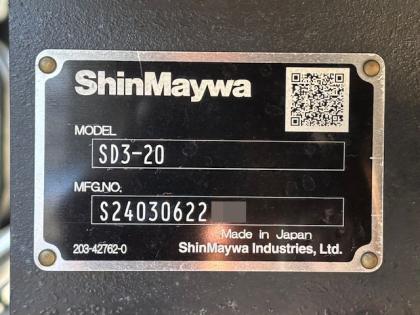 ShinMaywa
MODEL
SD3-20
MFG.NO.
S24030622
Made in Japan
203-42762-0 ShinMaywa Industries, Ltd.